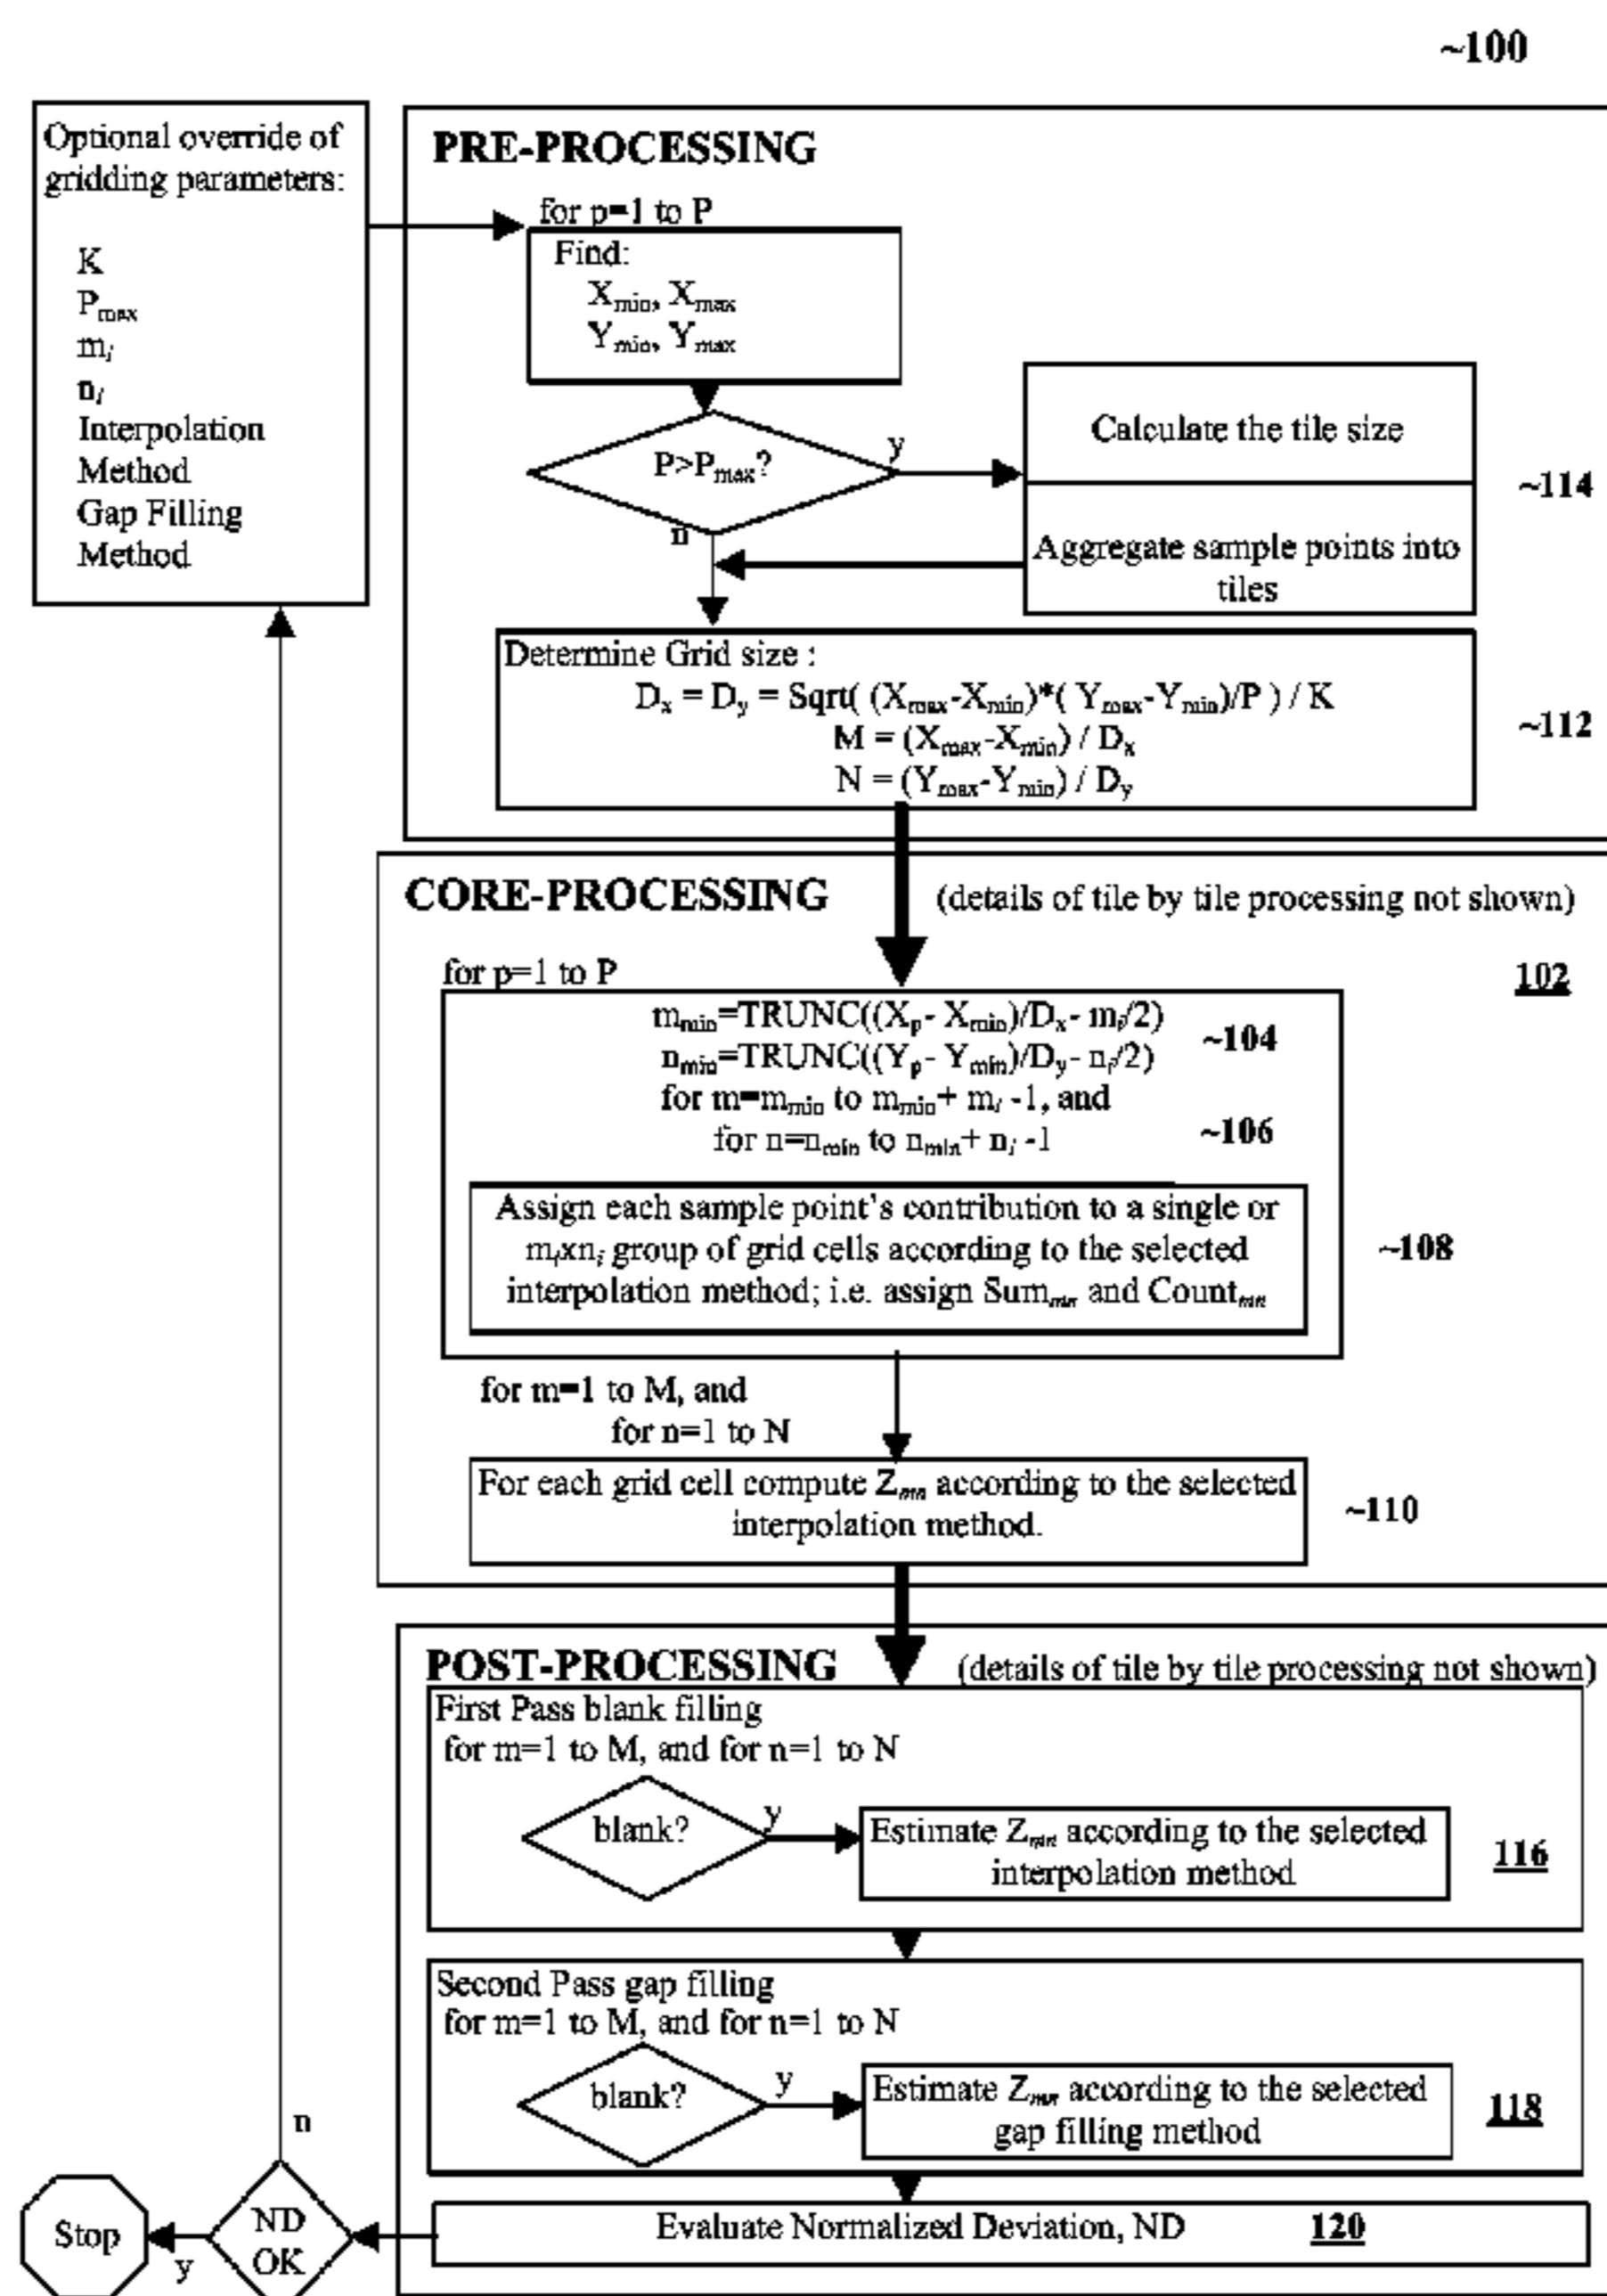 ~100
Optional override of
gridding parameters:
K
Pmax
mi
ni
Interpolation
Method
Gap Filling
Method
PRE-PROCESSING
for p=1 to P
Find:
Xmin, Xmax
Ymin, Ymax
P>Pmax?
y
n
Calculate the tile size
Aggregate sample points into
tiles
~114
Determine Grid size :
Dx = Dy = Sqrt( (Xmax-Xmin)*( Ymax-Ymin)/P ) / K
M = (Xmax-Xmin) / Dx
N = (Ymax-Ymin) / Dy
~112
CORE-PROCESSING (details of tile by tile processing not shown)
for p=1 to P
102
mmin=TRUNC((Xp- Xmin)/Dx- mi/2)
nmin=TRUNC((Yp- Ymin)/Dy- ni/2)
~104
for m=mmin to mmin+ mi -1, and
for n=nmin to nmin+ ni -1
~106
Assign each sample point's contribution to a single or
mixni group of grid cells according to the selected
interpolation method; i.e. assign Summn and Countmn
~108
for m=1 to M, and
for n=1 to N
For each grid cell compute Zmn according to the selected
interpolation method.
~110
POST-PROCESSING (details of tile by tile processing not shown)
First Pass blank filling
for m=1 to M, and for n=1 to N
blank?
y
Estimate Zmn according to the selected
interpolation method
116
Second Pass gap filling
for m=1 to M, and for n=1 to N
blank?
y
Estimate Zmn according to the selected
gap filling method
118
Evaluate Normalized Deviation, ND 120
n
ND
OK
y
Stop